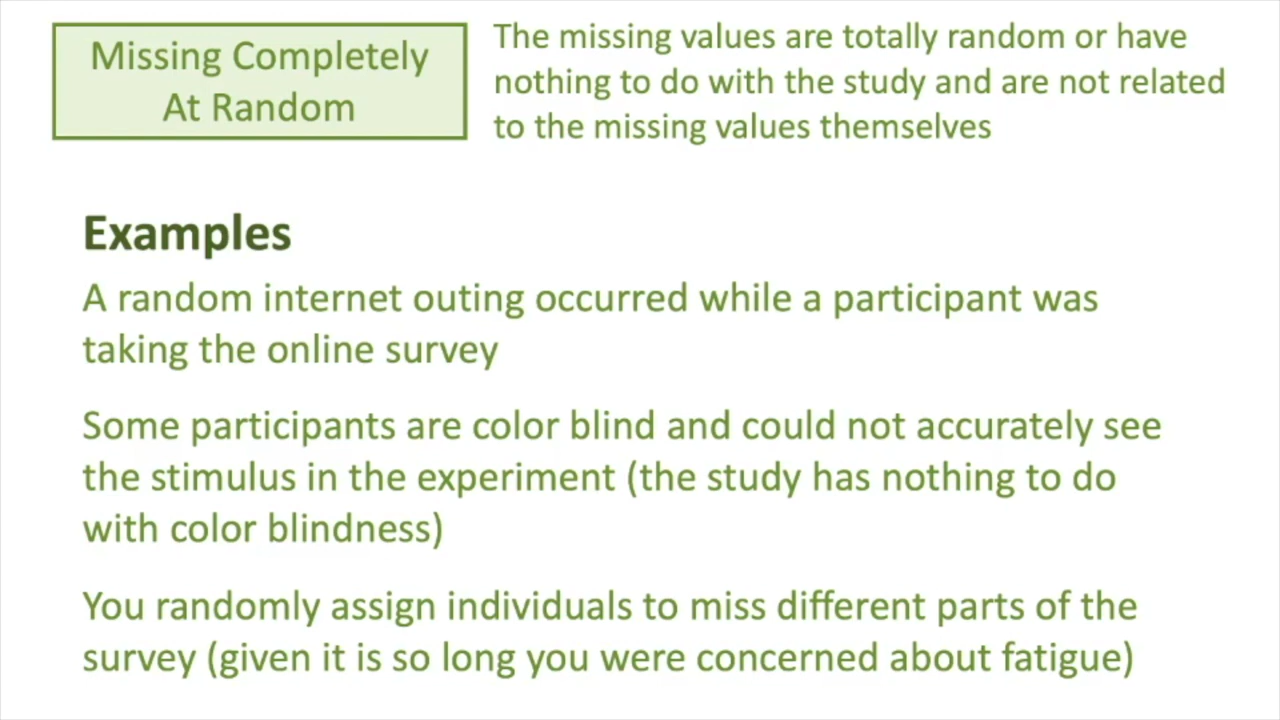 Missing Completely
At Random
The missing values are totally random or have
nothing to do with the study and are not related
to the missing values themselves
Examples
A random internet outing occurred while a participant was
taking the online survey
Some participants are color blind and could not accurately see
the stimulus in the experiment (the study has nothing to do
with color blindness)
You randomly assign individuals to miss different parts of the
survey (given it is so long you were concerned about fatigue)